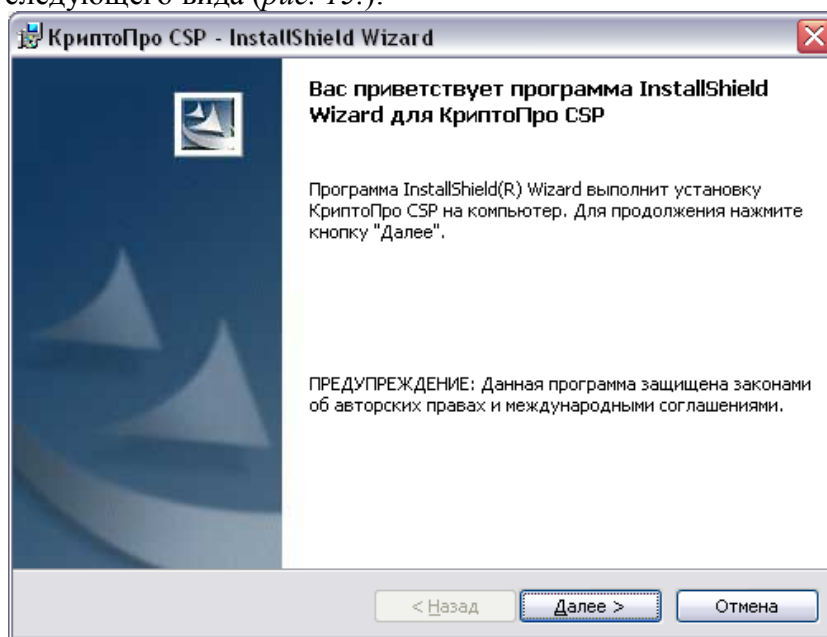 следующего вида (рис. 15.).
КриптоПро CSP - InstallShield Wizard
Вас приветствует программа InstallShield
Wizard для КриптоПро CSP
Программа InstallShield(R) Wizard выполнит установку
КриптоПро CSP на компьютер. Для продолжения нажмите
кнопку "Далее".
ПРЕДУПРЕЖДЕНИЕ: Данная программа защищена законами
об авторских правах и международными соглашениями.
< Назад Далее > Отмена